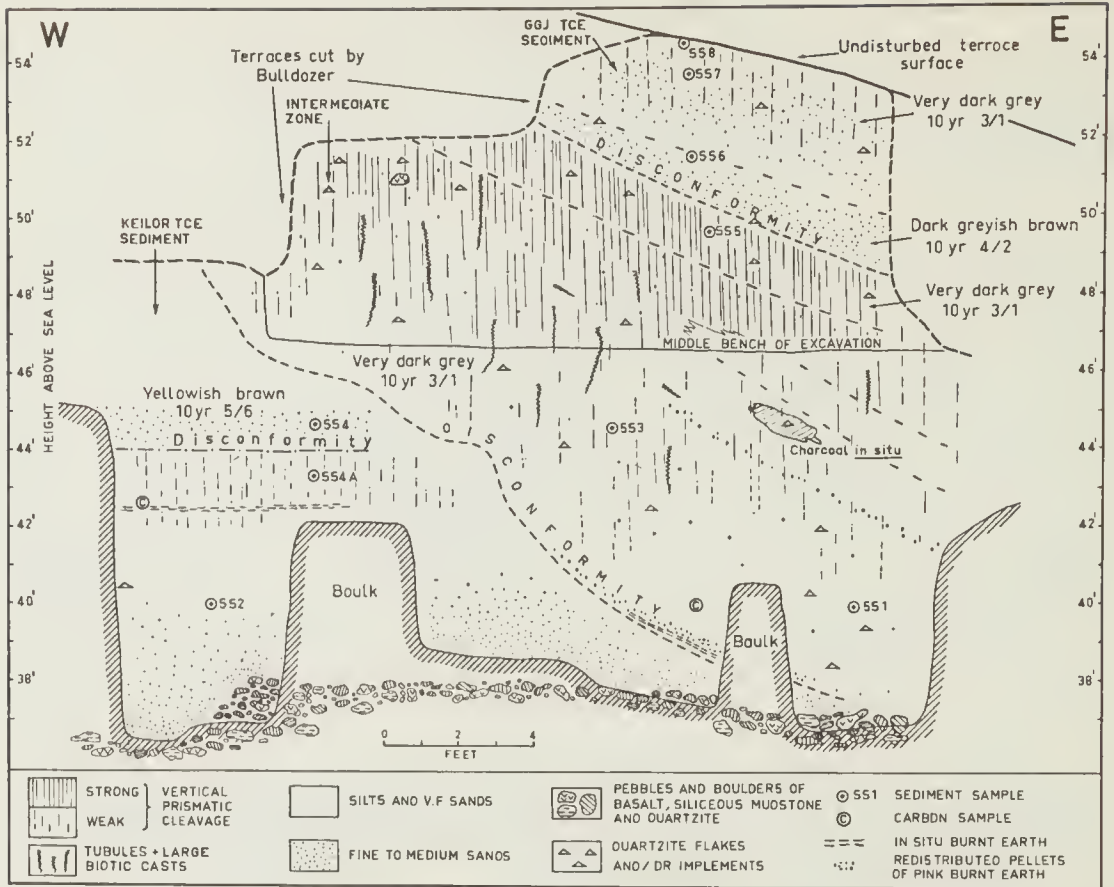 W
E
GGJ TCE
SEDIMENT
SS8
SS7
Undisturbed terrace
surface
Terraces cut by
Bulldozer
INTERMEDIATE
ZONE
Very dark grey
10 yr 3/1
54'
54'
52'
52'
SS6
DISCONFORMITY
50'
50'
KEILOR TCE
SEDIMENT
SS5
Dark greyish brown
10 yr 4/2
48'
48'
Very dark grey
10 yr 3/1
MIDDLE BENCH OF EXCAVATION
HEIGHT ABOVE SEA LEVEL
46'
46'
Very dark grey
10 yr 3/1
Yellowish brown
10 yr 5/6
SS4
Disconformity
SS3
Charcoal in situ
44'
44'
SS4A
C
42'
42'
SCONFORMITY
SS2
40'
40'
Baulk
C
SS1
Baulk
38'
38'
0 2 4
FEET
STRONG
WEAK
VERTICAL
PRISMATIC
CLEAVAGE
TUBULES + LARGE
BIOTIC CASTS
SILTS AND V.F SANDS
FINE TO MEDIUM SANDS
PEBBLES AND BOULDERS OF
BASALT, SILICEOUS MUDSTONE
AND QUARTZITE
QUARTZITE FLAKES
AND/OR IMPLEMENTS
SS1 SEDIMENT SAMPLE
C CARBON SAMPLE
IN SITU BURNT EARTH
REDISTRIBUTED PELLETS
OF PINK BURNT EARTH